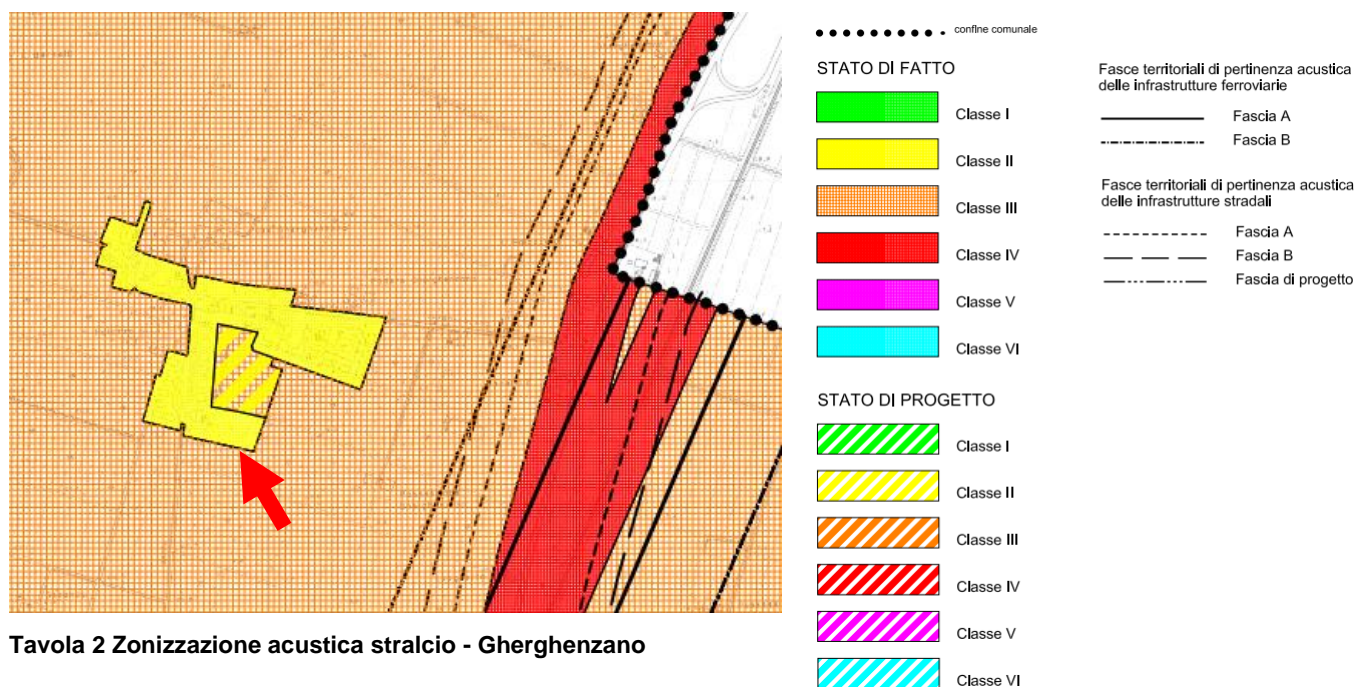 confine comunale
STATO DI FATTO
Classe I
Classe II
Classe III
Classe IV
Classe V
Classe VI
STATO DI PROGETTO
Classe I
Classe II
Classe III
Classe IV
Classe V
Classe VI
Fasce territoriali di pertinenza acustica
delle infrastrutture ferroviarie
Fascia A
Fascia B
Fasce territoriali di pertinenza acustica
delle infrastrutture stradali
Fascia A
Fascia B
Fascia di progetto
Tavola 2 Zonizzazione acustica stralcio - Gherghenzano